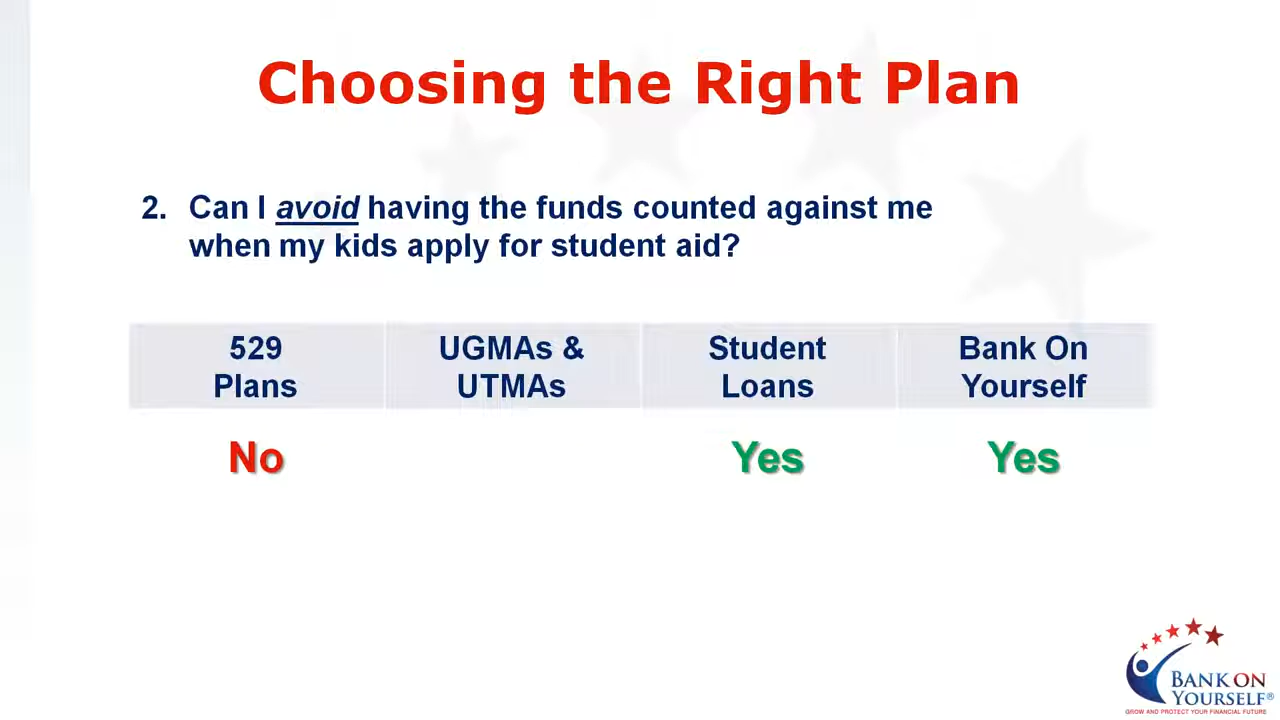 Choosing the Right Plan
2. Can I avoid having the funds counted against me
when my kids apply for student aid?
529 Plans
UGMAs & UTMAs
Student Loans
Bank On Yourself
No
Yes
Yes
BANK ON
YOURSELF®
GROW AND PROTECT YOUR FINANCIAL FUTURE